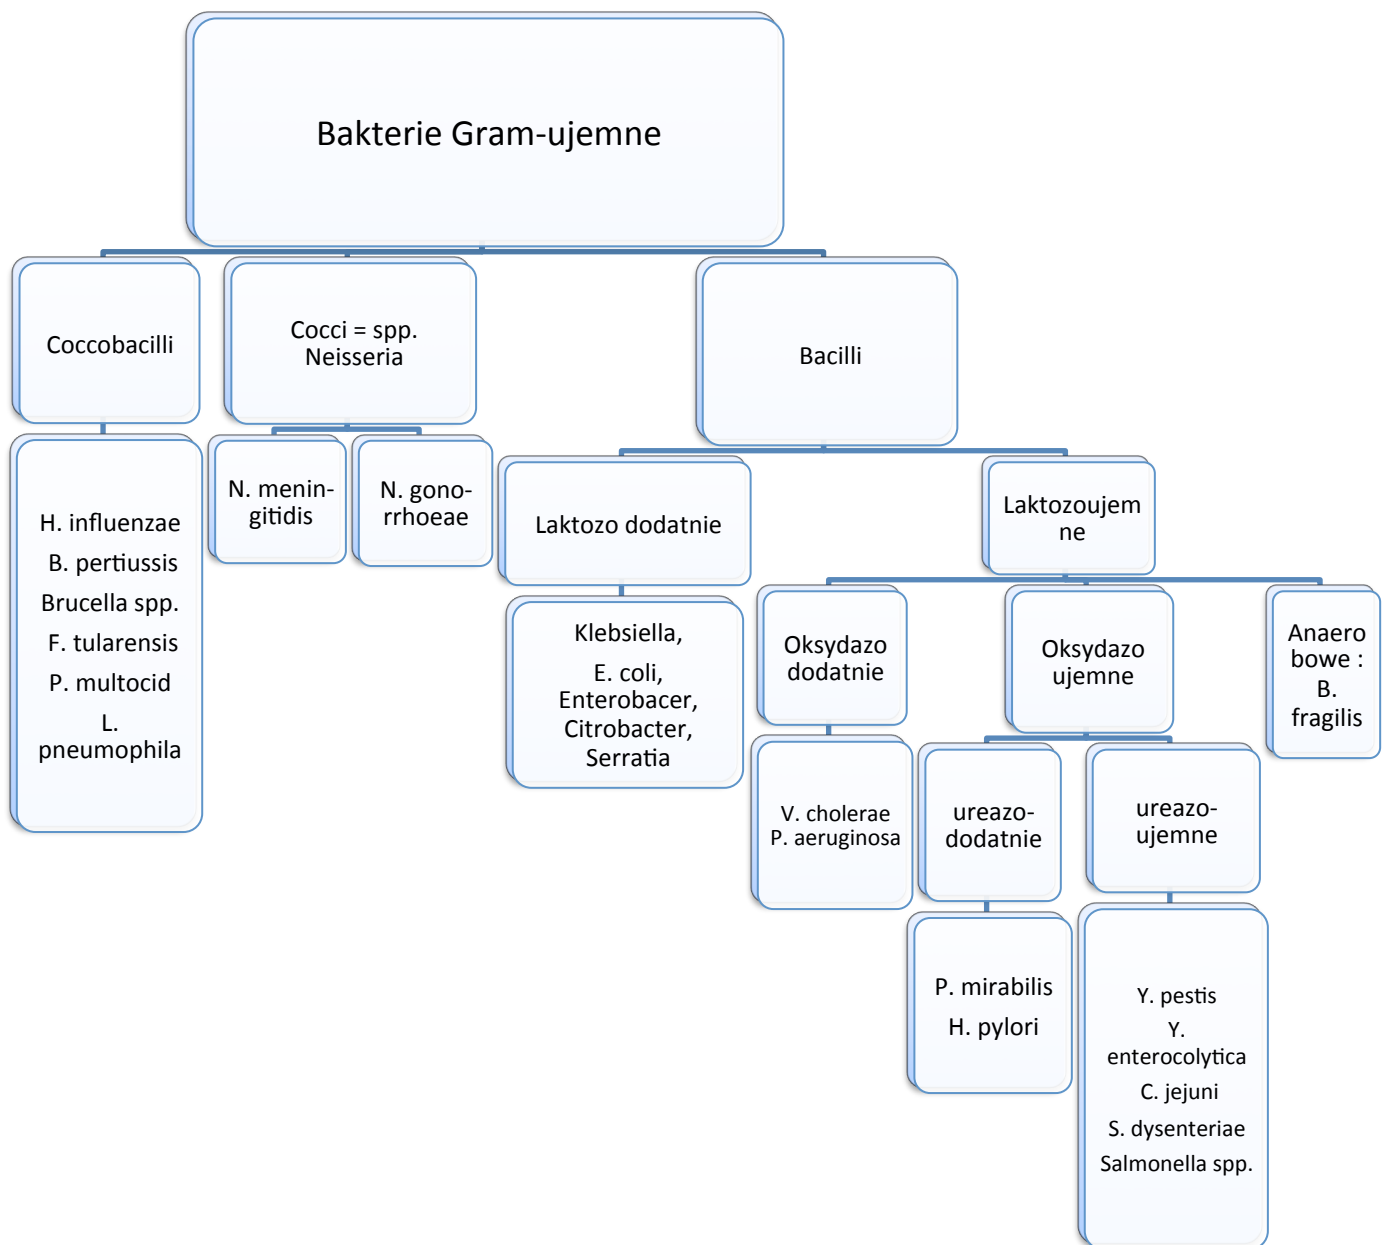 Bakterie Gram-ujemne
Coccobacilli
Cocci = spp.
Neisseria
Bacilli
H. influenzae
B. pertiussis
Brucella spp.
F. tularensis
P. multocid
L.
pneumophila
N. menin-
gitidis
N. gono-
rrhoeae
Laktozo dodatnie
Laktozoujem
ne
Klebsiella,
E. coli,
Enterobacer,
Citrobacter,
Serratia
Oksydazo
dodatnie
Oksydazo
ujemne
Anaero
bowe :
B.
fragilis
V. cholerae
P. aeruginosa
ureazo-
dodatnie
ureazo-
ujemne
P. mirabilis
H. pylori
Y. pestis
Y.
enterocolytica
C. jejuni
S. dysenteriae
Salmonella spp.